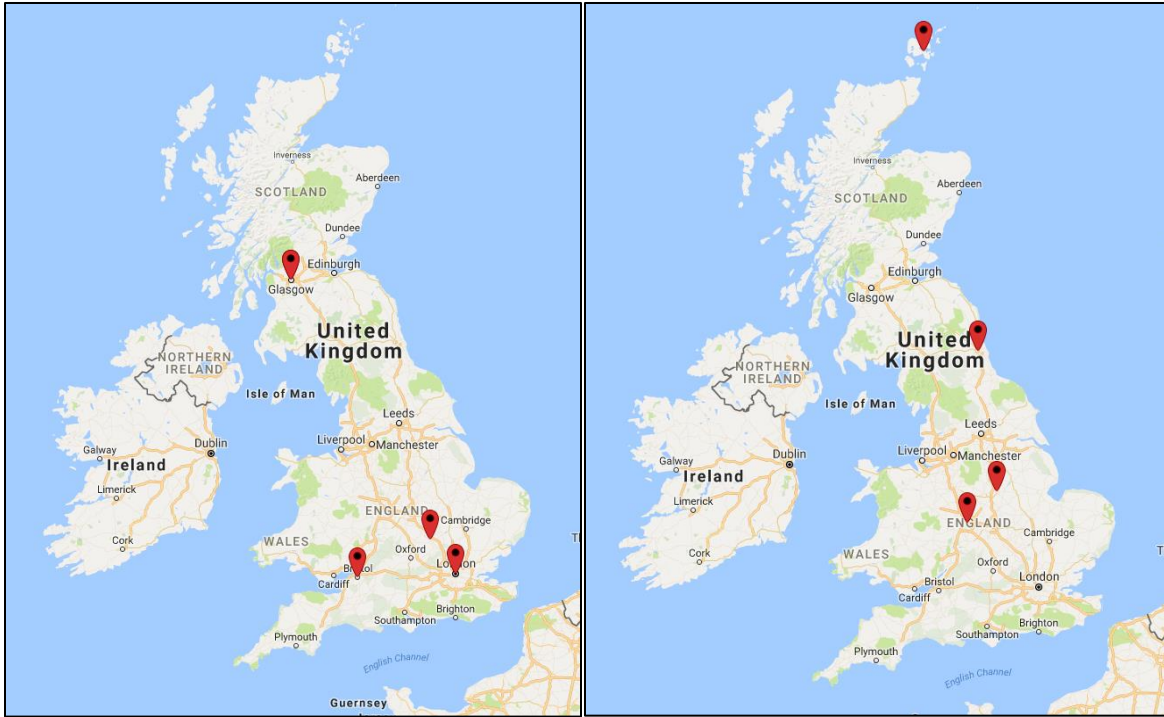 Inverness
SCOTLAND
Aberdeen
Dundee
Edinburgh
Glasgow
United
Kingdom
NORTHERN
IRELAND
Isle of Man
Leeds
Liverpool
Manchester
Dublin
Galway
Ireland
Limerick
Cork
ENGLAND
Cambridge
WALES
Oxford
Bristol
London
Cardiff
Southampton
Brighton
Plymouth
English Channel
Guernsey
Inverness
SCOTLAND
Aberdeen
Dundee
Edinburgh
Glasgow
United
Kingdom
NORTHERN
IRELAND
Isle of Man
Leeds
Liverpool
Manchester
Dublin
Galway
Ireland
Limerick
Cork
ENGLAND
Cambridge
WALES
Oxford
London
Bristol
Cardiff
Southampton
Brighton
Plymouth
English Channel